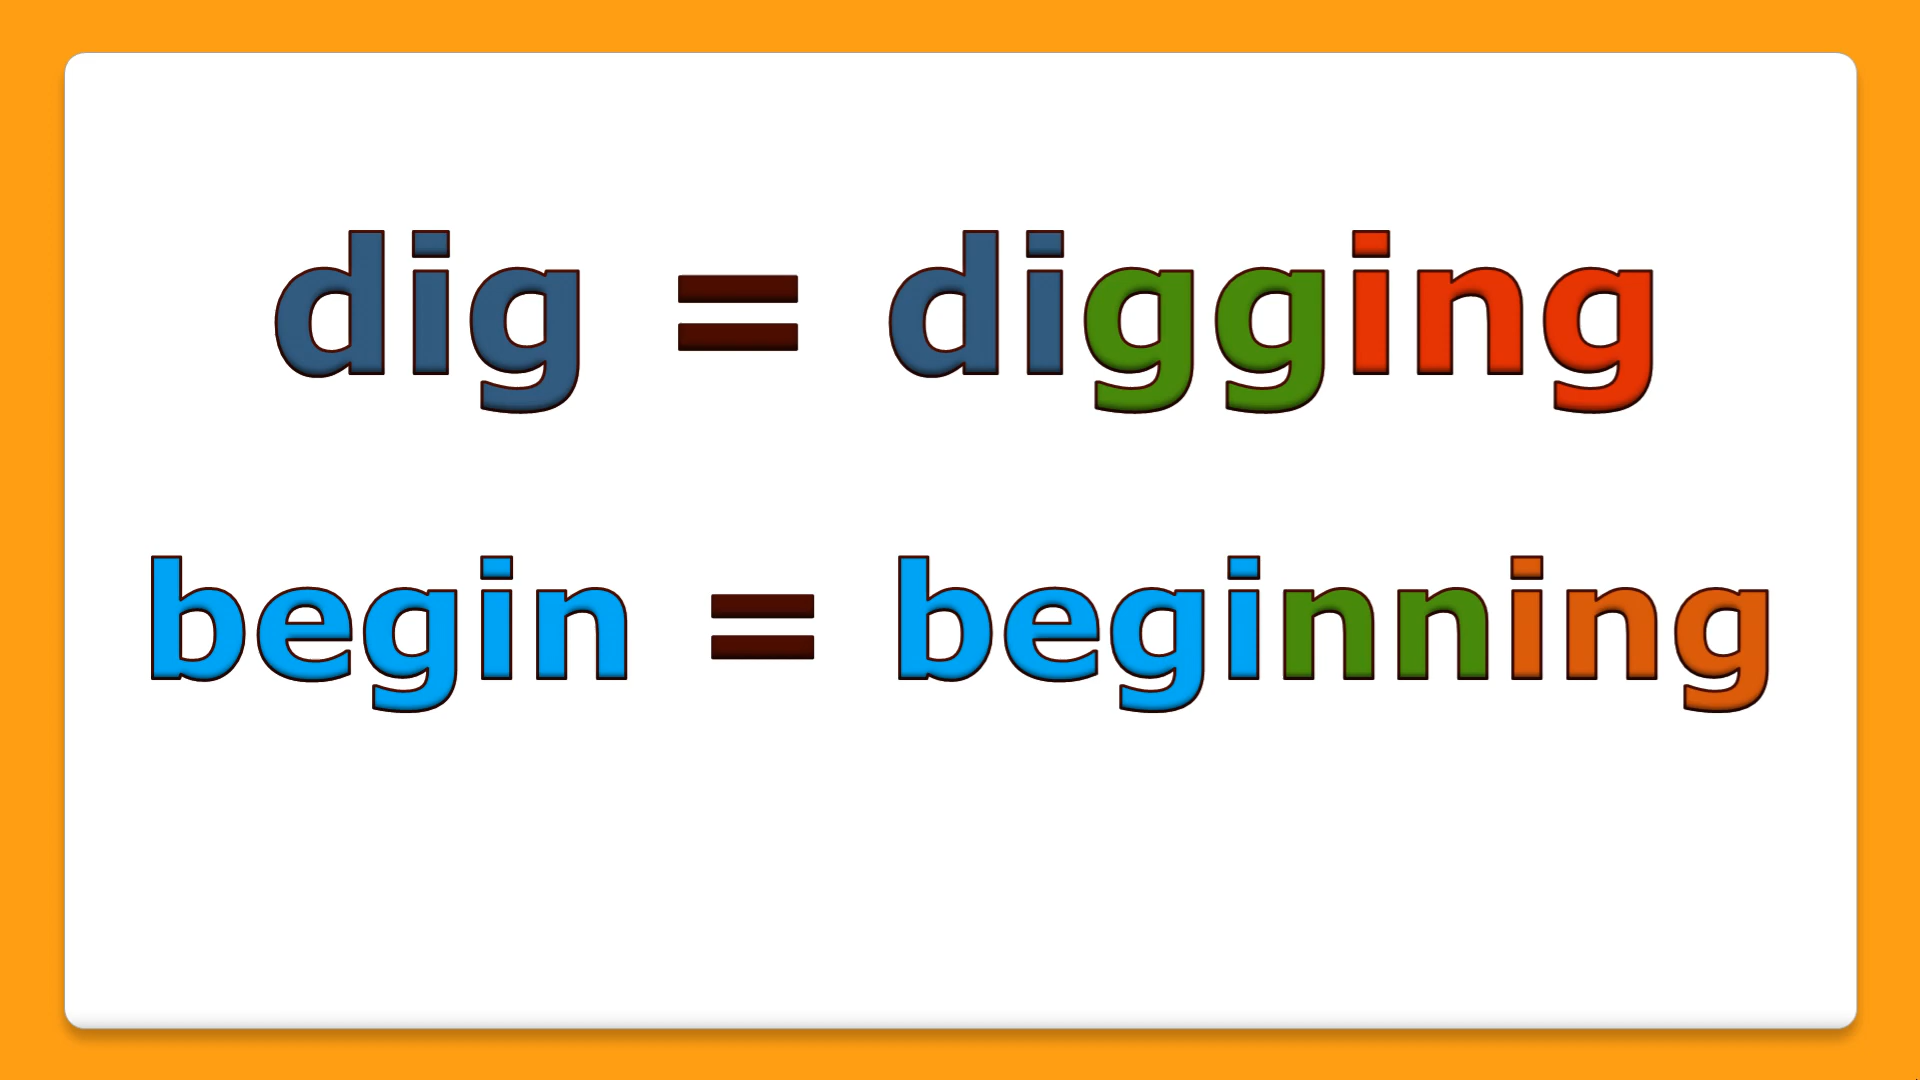 dig = digging
begin = beginning